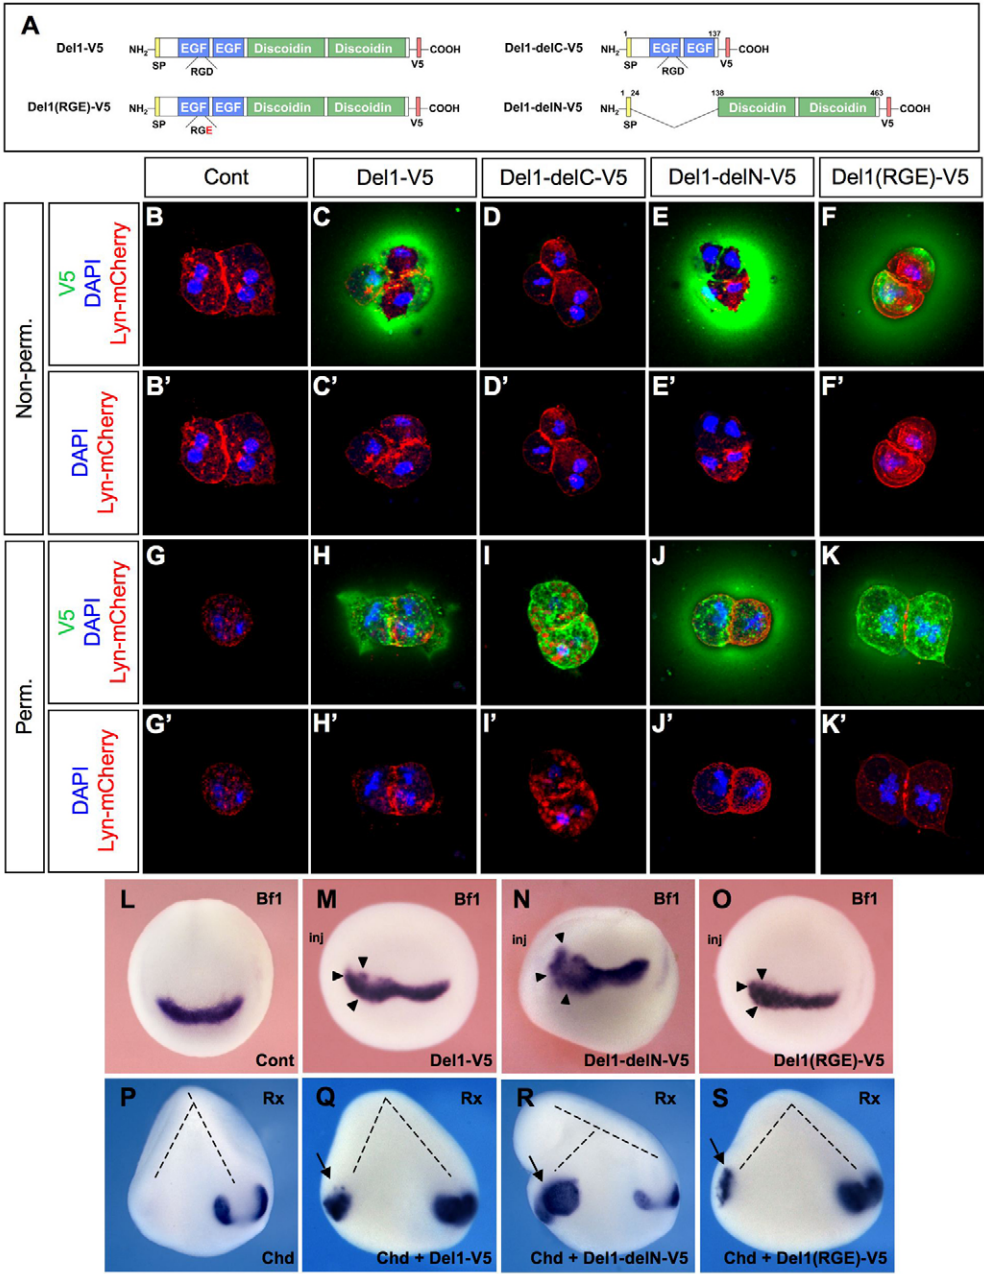 A
Del1-V5
NH2
EGF
EGF
Discoidin
Discoidin
COOH
SP
RGD
V5
Del1-delC-V5
1
137
NH2
EGF
EGF
COOH
SP
RGD
V5
Del1(RGE)-V5
NH2
EGF
EGF
Discoidin
Discoidin
COOH
SP
RGE
V5
Del1-delN-V5
1 24
138
463
NH2
Discoidin
Discoidin
COOH
SP
V5
Cont
Del1-V5
Del1-delC-V5
Del1-delN-V5
Del1(RGE)-V5
Non-perm.
V5
DAPI
Lyn-mCherry
B
C
D
E
F
DAPI
Lyn-mCherry
B’
C’
D’
E’
F’
Perm.
V5
DAPI
Lyn-mCherry
G
H
I
J
K
DAPI
Lyn-mCherry
G’
H’
I’
J’
K’
L
Bf1
Cont
M
Bf1
inj
Del1-V5
N
Bf1
inj
Del1-delN-V5
O
Bf1
inj
Del1(RGE)-V5
P
Rx
Chd
Q
Rx
Chd + Del1-V5
R
Rx
Chd + Del1-delN-V5
S
Rx
Chd + Del1(RGE)-V5